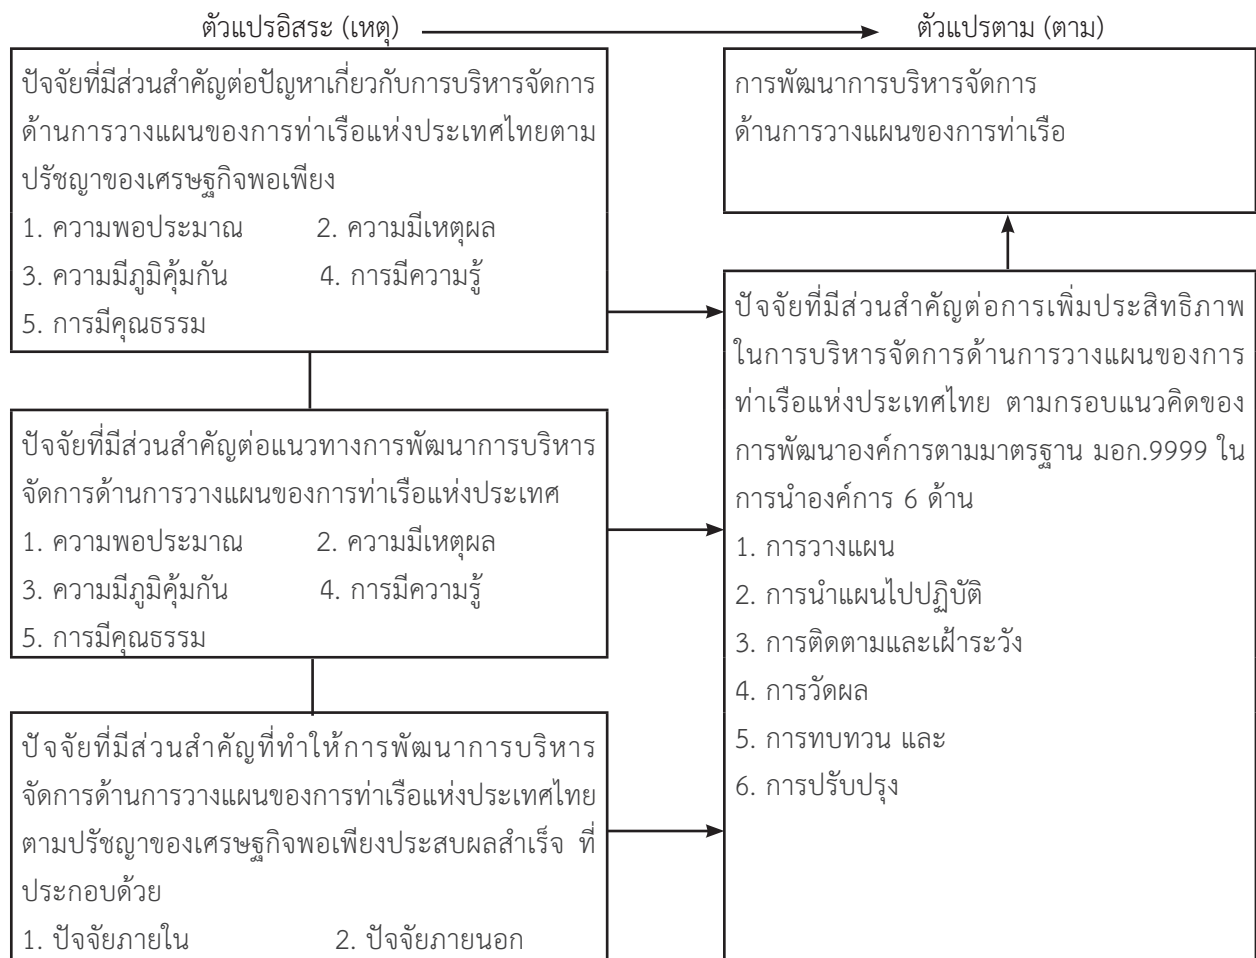 ตัวแปรอิสระ (เหตุ)
ตัวแปรตาม (ตาม)
ปัจจัยที่มีส่วนสำคัญต่อปัญหาเกี่ยวกับการบริหารจัดการ
ด้านการวางแผนของการท่าเรือแห่งประเทศไทยตาม
ปรัชญาของเศรษฐกิจพอเพียง
1. ความพอประมาณ 2. ความมีเหตุผล
3. ความมีภูมิคุ้มกัน 4. การมีความรู้
5. การมีคุณธรรม
ปัจจัยที่มีส่วนสำคัญต่อแนวทางการพัฒนาการบริหาร
จัดการด้านการวางแผนของการท่าเรือแห่งประเทศ
1. ความพอประมาณ 2. ความมีเหตุผล
3. ความมีภูมิคุ้มกัน 4. การมีความรู้
5. การมีคุณธรรม
ปัจจัยที่มีส่วนสำคัญที่ทำให้การพัฒนาการบริหาร
จัดการด้านการวางแผนของการท่าเรือแห่งประเทศไทย
ตามปรัชญาของเศรษฐกิจพอเพียงประสบผลสำเร็จ ที่
ประกอบด้วย
1. ปัจจัยภายใน 2. ปัจจัยภายนอก
การพัฒนาการบริหารจัดการ
ด้านการวางแผนของการท่าเรือ
ปัจจัยที่มีส่วนสำคัญต่อการเพิ่มประสิทธิภาพ
ในการบริหารจัดการด้านการวางแผนของการ
ท่าเรือแห่งประเทศไทย ตามกรอบแนวคิดของ
การพัฒนาองค์การตามมาตรฐาน มอก.9999 ใน
การนำองค์การ 6 ด้าน
1. การวางแผน
2. การนำแผนไปปฏิบัติ
3. การติดตามและเฝ้าระวัง
4. การวัดผล
5. การทบทวน และ
6. การปรับปรุง